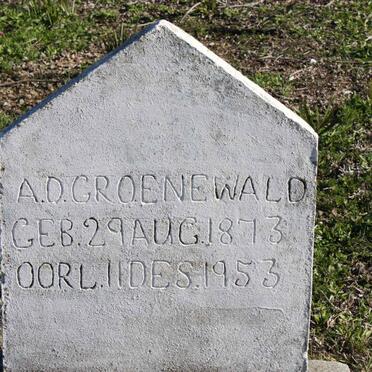 A.O.GROENEWALD
GEB.29AUG.1873
OORL.11DES.1953